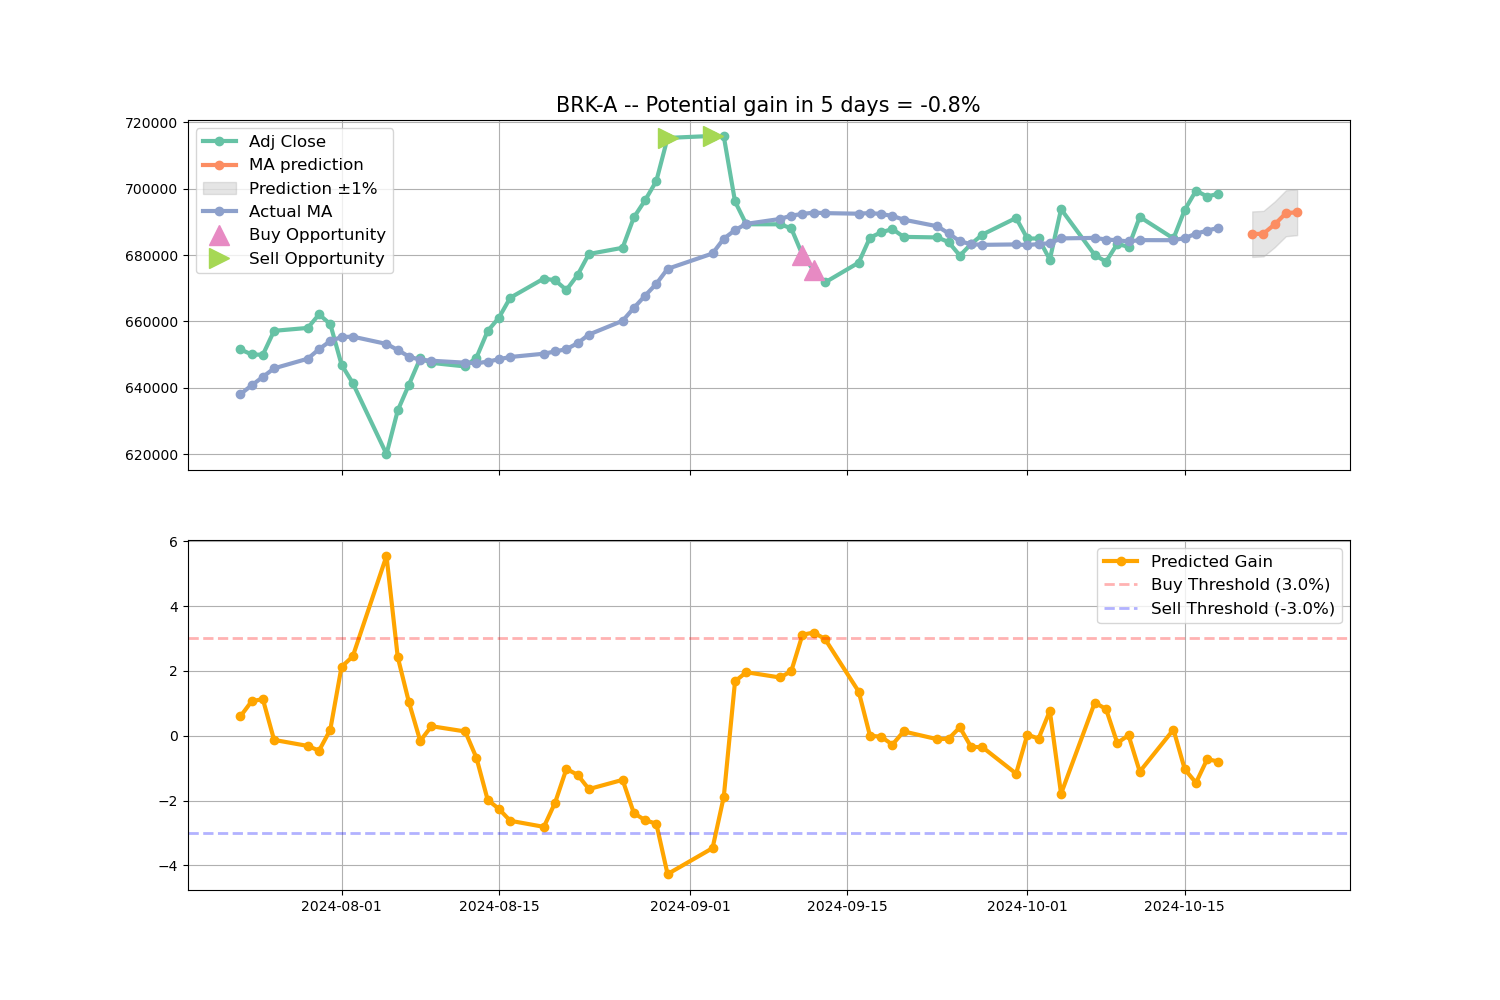 BRK-A -- Potential gain in 5 days = -0.8%
720000
700000
680000
660000
640000
620000
Adj Close
MA prediction
Prediction ±1%
Actual MA
Buy Opportunity
Sell Opportunity
6
4
2
0
−2
−4
Predicted Gain
Buy Threshold (3.0%)
Sell Threshold (-3.0%)
2024-08-01
2024-08-15
2024-09-01
2024-09-15
2024-10-01
2024-10-15